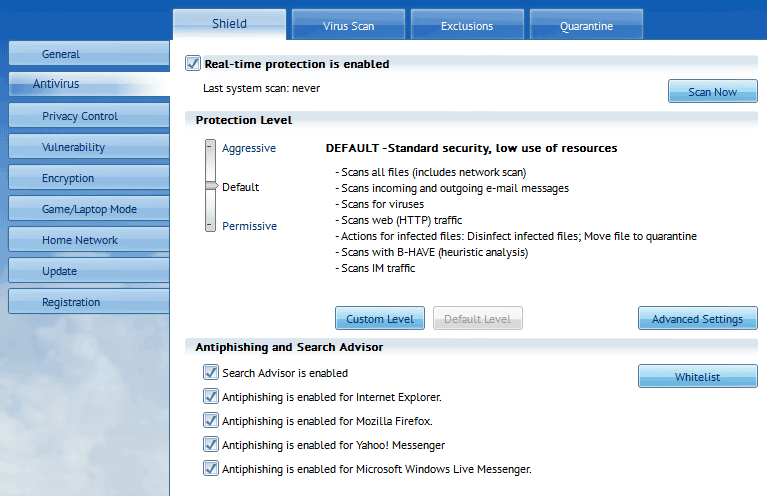 Shield
Virus Scan
Exclusions
Quarantine
General
Antivirus
Privacy Control
Vulnerability
Encryption
Game/Laptop Mode
Home Network
Update
Registration
Real-time protection is enabled
Last system scan: never
Scan Now
Protection Level
Aggressive
Default
Permissive
DEFAULT -Standard security, low use of resources
- Scans all files (includes network scan)
- Scans incoming and outgoing e-mail messages
- Scans for viruses
- Scans web (HTTP) traffic
- Actions for infected files: Disinfect infected files; Move file to quarantine
- Scans with B-HAVE (heuristic analysis)
- Scans IM traffic
Custom Level
Default Level
Advanced Settings
Antiphishing and Search Advisor
Search Advisor is enabled
Whitelist
Antiphishing is enabled for Internet Explorer.
Antiphishing is enabled for Mozilla Firefox.
Antiphishing is enabled for Yahoo! Messenger
Antiphishing is enabled for Microsoft Windows Live Messenger.